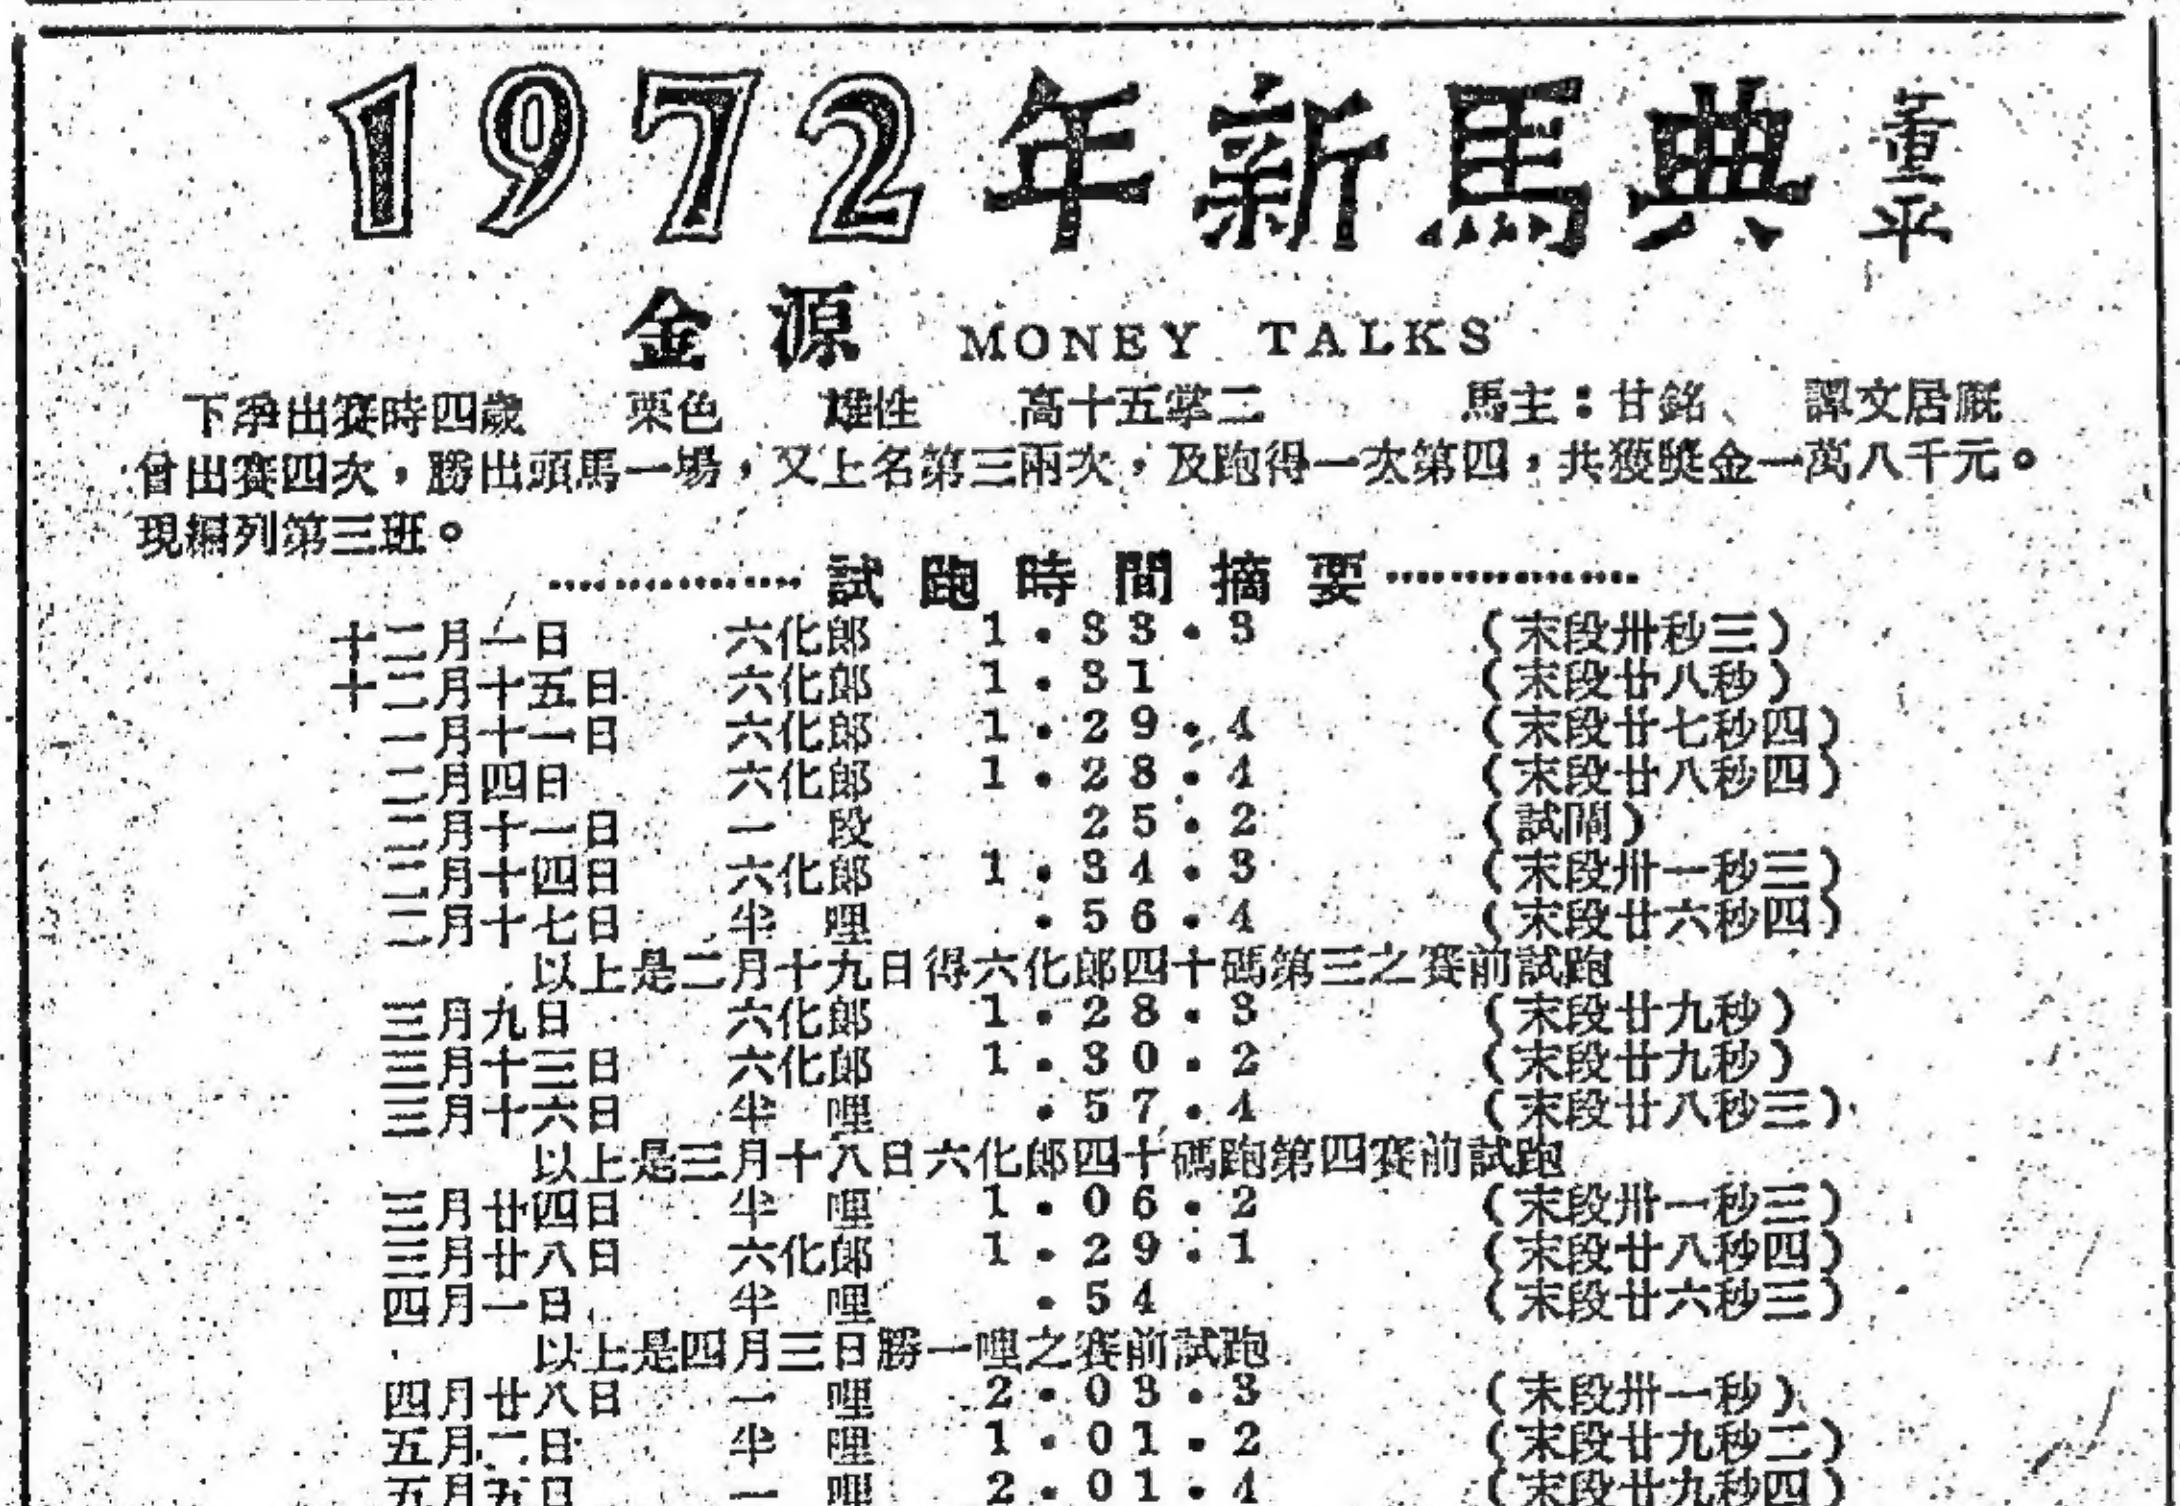 1972年新馬典 董平
金源 MONEY TALKS
下季出賽時四歲 栗色 雄性 高十五掌二 馬主：甘銘、 譚文居厩
曾出賽四次，勝出頭馬一場，又上名第三兩次，及跑得一次第四，共獲獎金一萬八千元。
現編列第三班。
……………試跑時間摘要……………
十二月一日 六化郎 1．33．3 （末段卅秒三）
十二月十五日 六化郎 1．31 （末段廿八秒）
一月十一日 六化郎 1．29．4 （末段廿七秒四）
二月四日 六化郎 1．28．4 （末段廿八秒四）
二月十一日 一段 25．2 （試閘）
二月十四日 六化郎 1．34．3 （末段卅一秒三）
二月十七日 半哩 ．56．4 （末段廿六秒四）
以上是二月十九日得六化郎四十碼第三之賽前試跑
三月九日 六化郎 1．28．3 （末段廿九秒）
三月十三日 六化郎 1．30．2 （末段廿九秒）
三月十六日 半哩 ．57．4 （末段廿八秒三）
以上是三月十八日六化郎四十碼跑第四賽前試跑
三月廿四日 半哩 1．06．2 （末段卅一秒三）
三月廿八日 六化郎 1．29．1 （末段廿八秒四）
四月一日 半哩 ．54 （末段廿六秒三）
以上是四月三日勝一哩之賽前試跑
四月廿八日 一哩 2．03．3 （末段卅一秒）
五月二日 半哩 1．01．2 （末段廿九秒二）
五月五日 一哩 2．01．4 （末段廿九秒四）